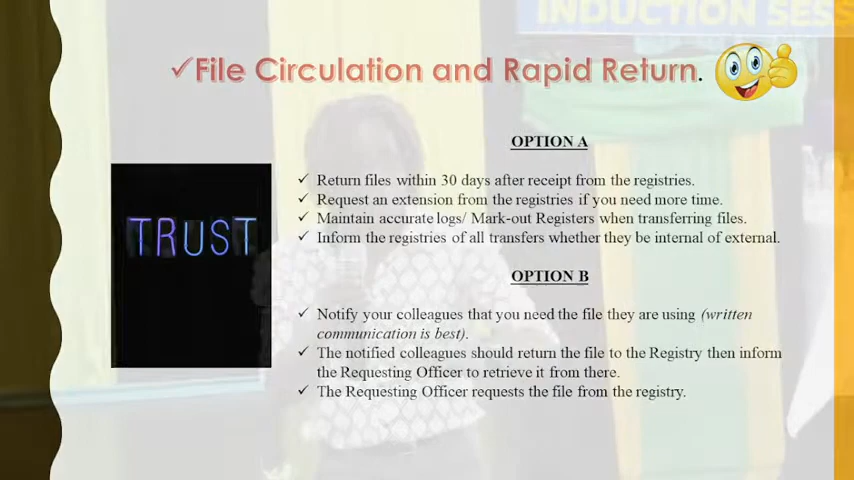 INDUCTION SESS
✓File Circulation and Rapid Return.
OPTION A
✓ Return files within 30 days after receipt from the registries.
✓ Request an extension from the registries if you need more time.
✓ Maintain accurate logs/ Mark-out Registers when transferring files.
✓ Inform the registries of all transfers whether they be internal of external.
TRUST
OPTION B
✓ Notify your colleagues that you need the file they are using (written
communication is best).
✓ The notified colleagues should return the file to the Registry then inform
the Requesting Officer to retrieve it from there.
✓ The Requesting Officer requests the file from the registry.